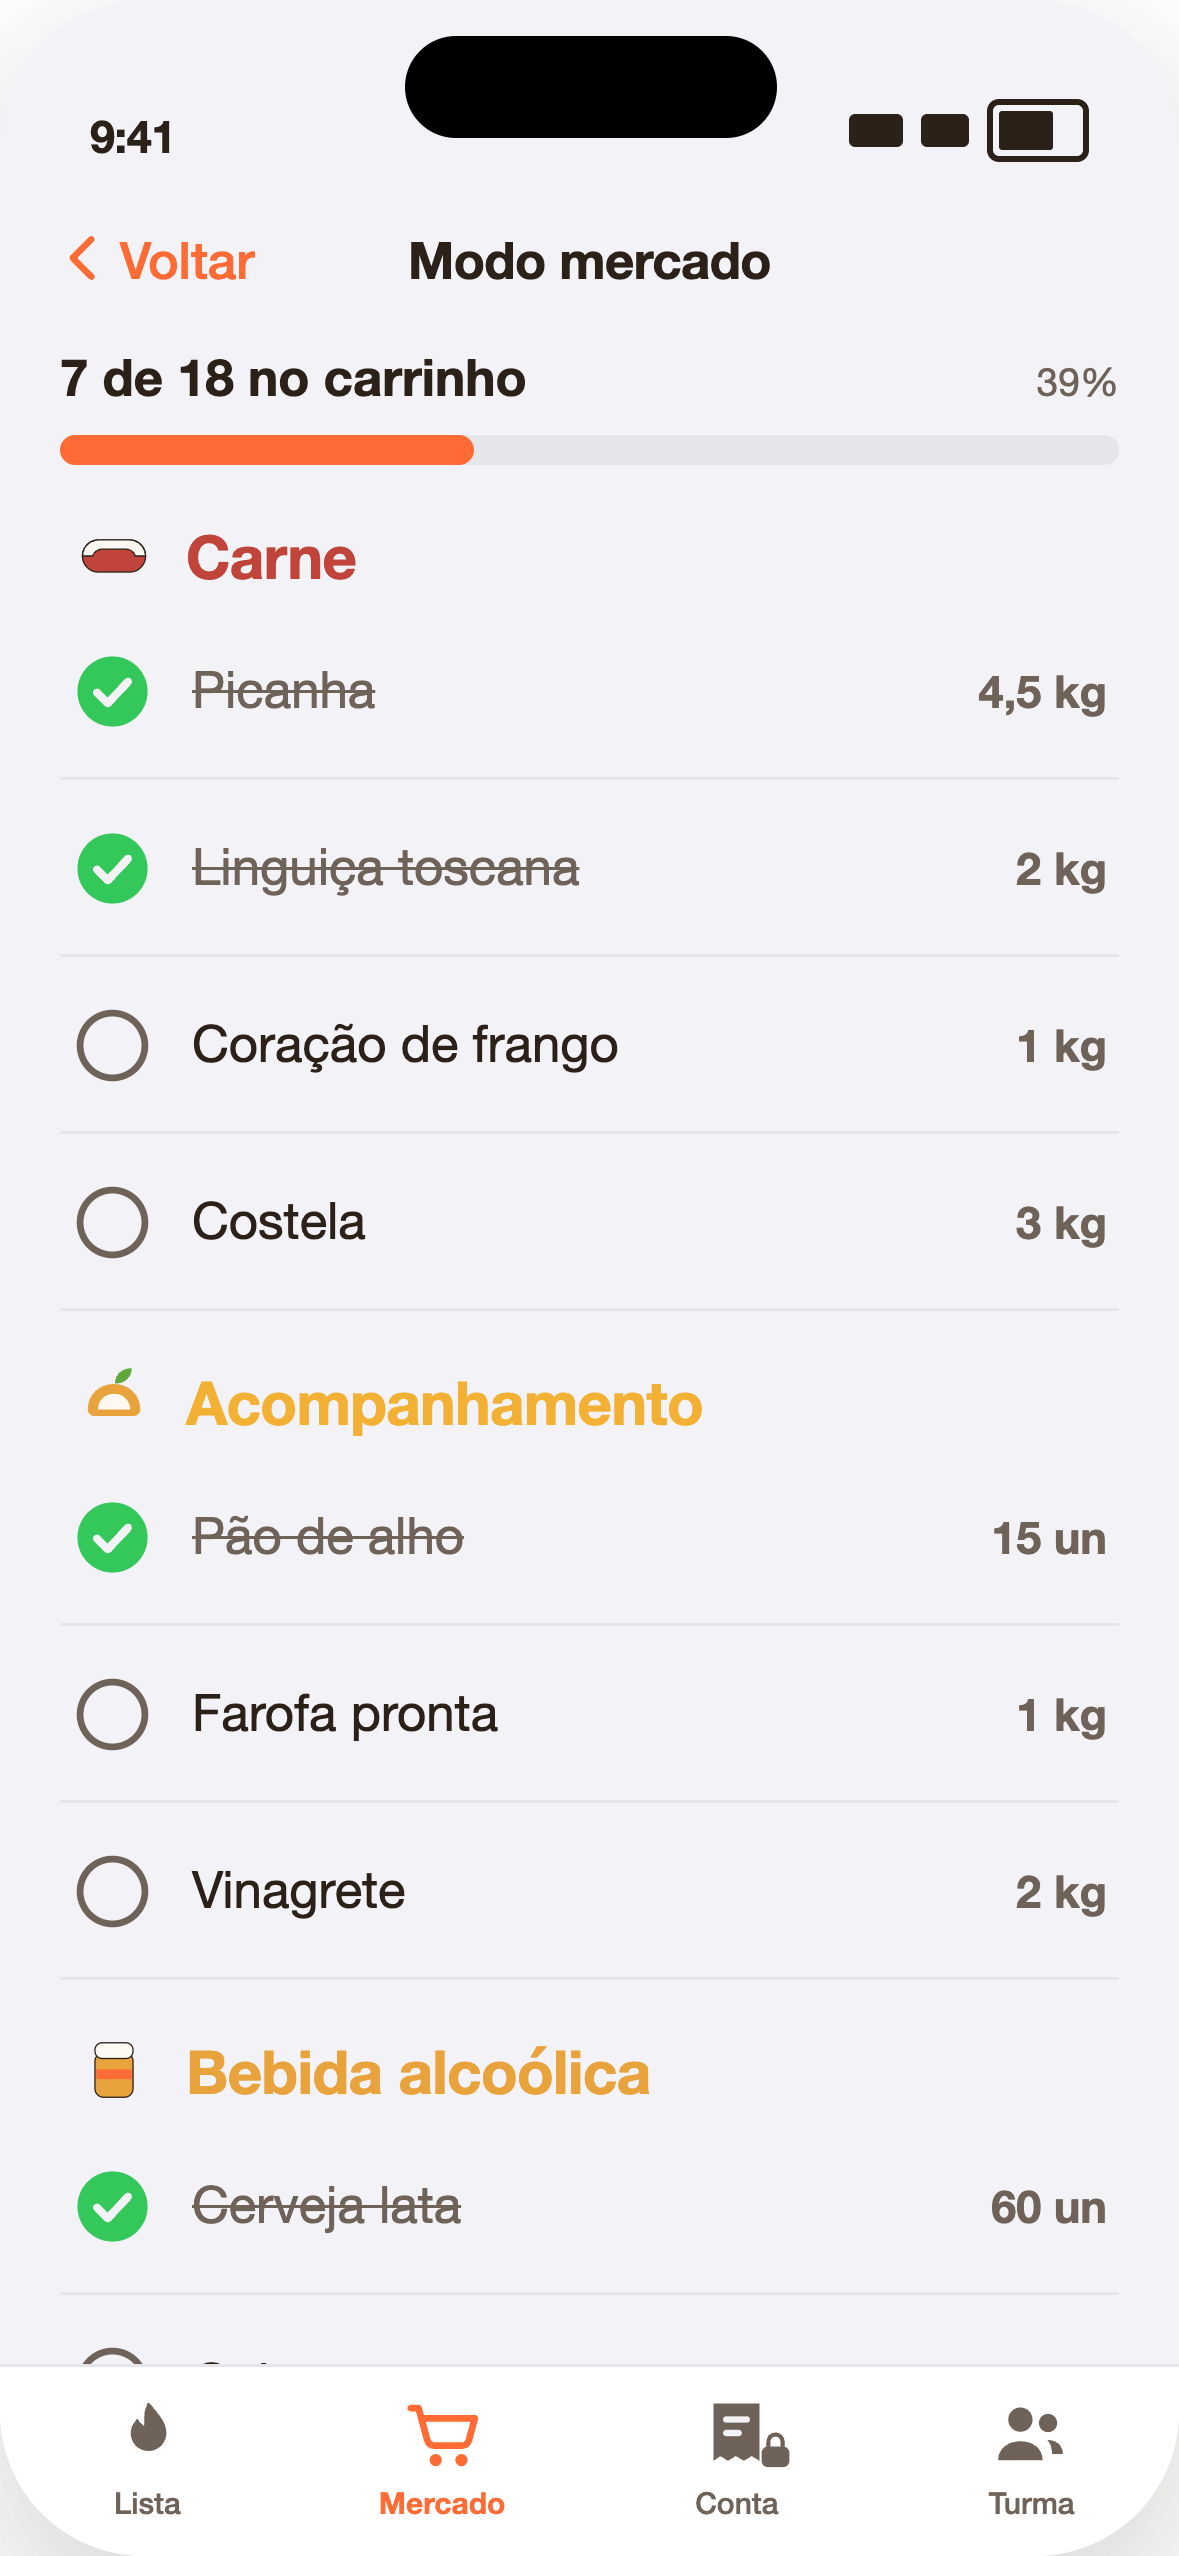 9:41
Voltar
Modo mercado
7 de 18 no carrinho
39%
Carne
Picanha
4,5 kg
Linguiça toscana
2 kg
Coração de frango
1 kg
Costela
3 kg
Acompanhamento
Pão de alho
15 un
Farofa pronta
1 kg
Vinagrete
2 kg
Bebida alcoólica
Cerveja lata
60 un
Lista
Mercado
Conta
Turma